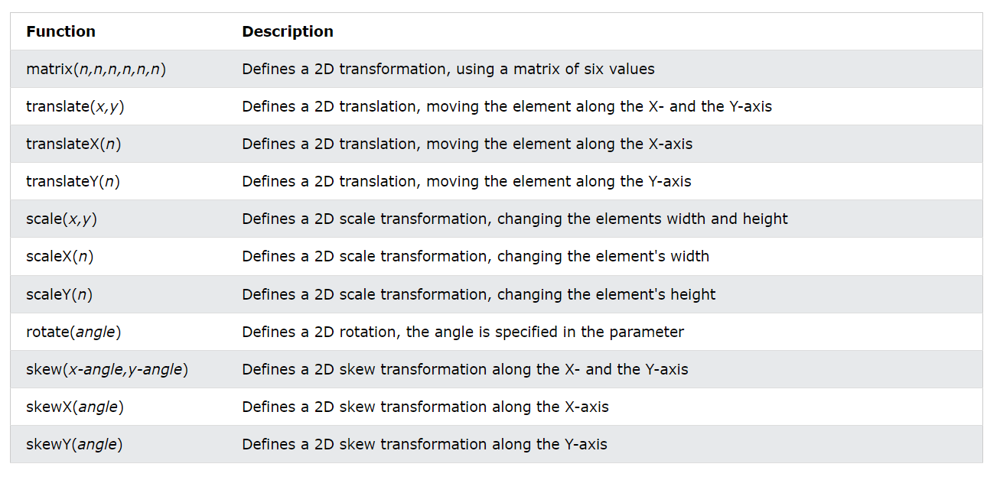 Function Description
matrix(n,n,n,n,n,n) Defines a 2D transformation, using a matrix of six values
translate(x,y) Defines a 2D translation, moving the element along the X- and the Y-axis
translateX(n) Defines a 2D translation, moving the element along the X-axis
translateY(n) Defines a 2D translation, moving the element along the Y-axis
scale(x,y) Defines a 2D scale transformation, changing the elements width and height
scaleX(n) Defines a 2D scale transformation, changing the element's width
scaleY(n) Defines a 2D scale transformation, changing the element's height
rotate(angle) Defines a 2D rotation, the angle is specified in the parameter
skew(x-angle,y-angle) Defines a 2D skew transformation along the X- and the Y-axis
skewX(angle) Defines a 2D skew transformation along the X-axis
skewY(angle) Defines a 2D skew transformation along the Y-axis